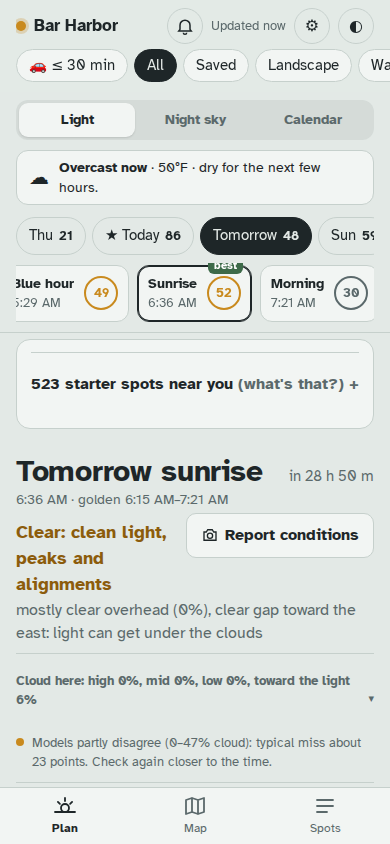 Bar Harbor
Updated now
🚗 ≤ 30 min
All
Saved
Landscape
Wa
Light
Night sky
Calendar
Overcast now · 50°F · dry for the next few
hours.
Thu 21
★ Today 86
Tomorrow 48
Sun 59
Blue hour
5:29 AM
49
best
Sunrise
6:36 AM
52
Morning
7:21 AM
30
523 starter spots near you (what's that?) +
Tomorrow sunrise
in 28 h 50 m
6:36 AM · golden 6:15 AM–7:21 AM
Clear: clean light,
peaks and
alignments
Report conditions
mostly clear overhead (0%), clear gap toward the
east: light can get under the clouds
Cloud here: high 0%, mid 0%, low 0%, toward the light
6%
▾
Models partly disagree (0–47% cloud): typical miss about
23 points. Check again closer to the time.
Plan
Map
Spots